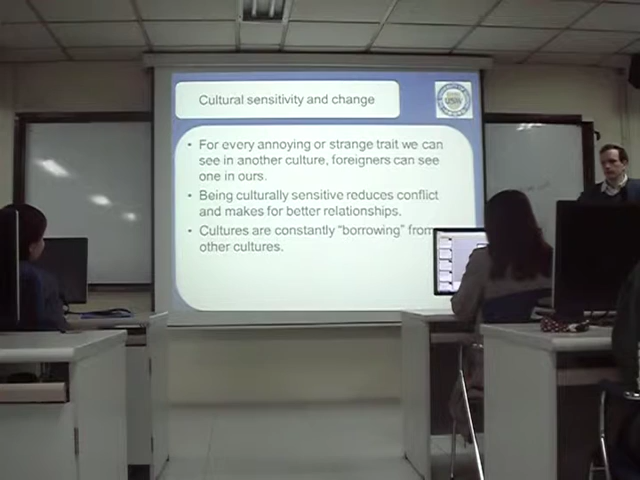 Cultural sensitivity and change
• For every annoying or strange trait we can
see in another culture, foreigners can see
one in ours.
• Being culturally sensitive reduces conflict
and makes for better relationships.
• Cultures are constantly "borrowing" from
other cultures.